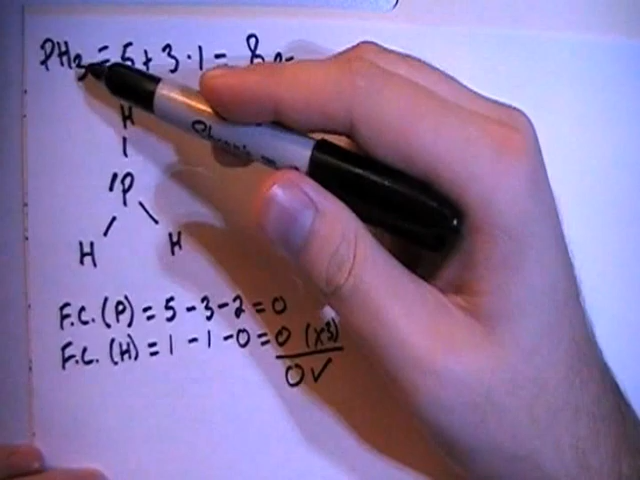 PH3 = 5 + 3 · 1 = 8 e-
H
P
H H
F.C. (P) = 5 - 3 - 2 = 0
F.C. (H) = 1 - 1 - 0 = 0 (x3)
0 ✓